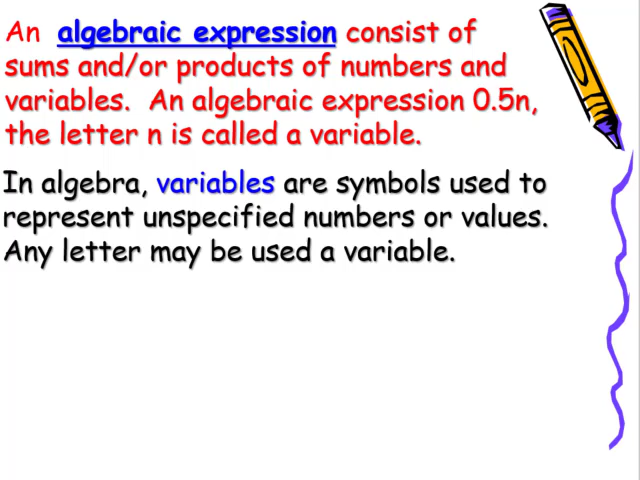 An algebraic expression consist of
sums and/or products of numbers and
variables. An algebraic expression 0.5n,
the letter n is called a variable.
In algebra, variables are symbols used to
represent unspecified numbers or values.
Any letter may be used a variable.